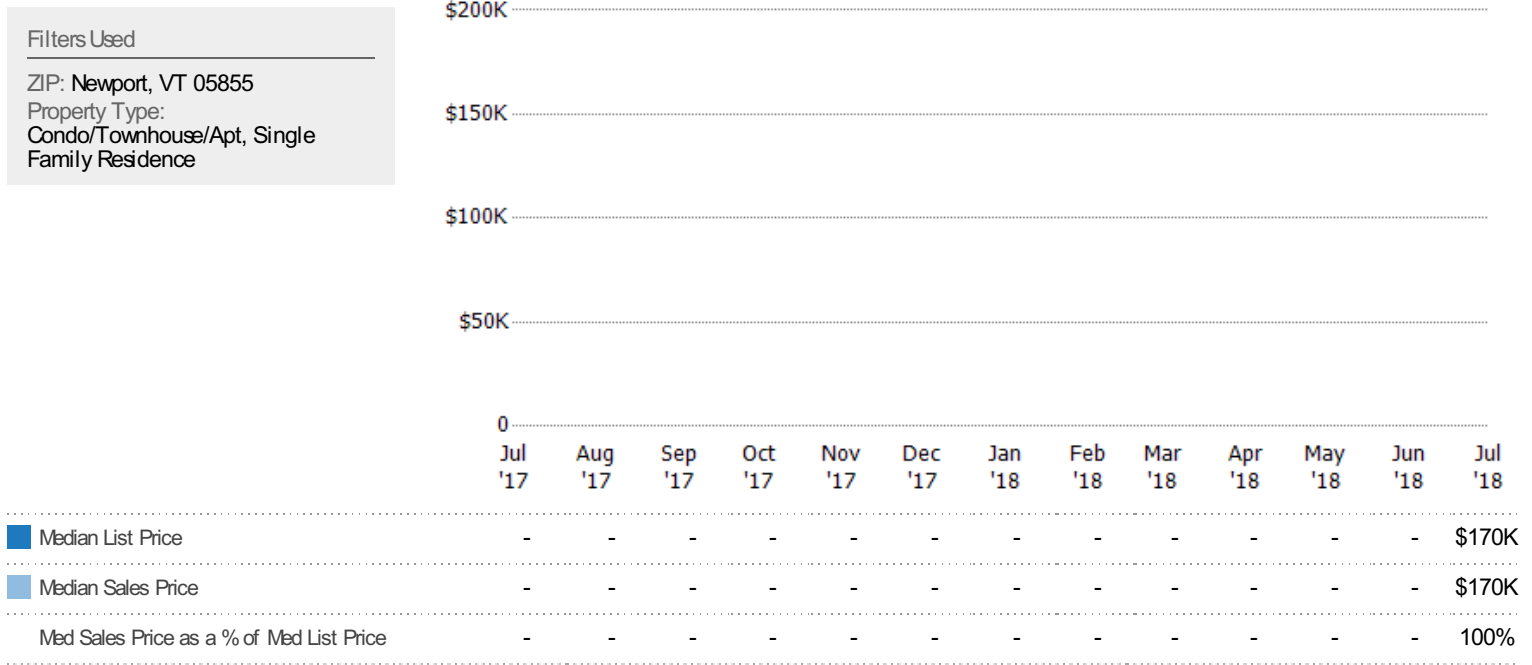 Filters Used
ZIP: Newport, VT 05855
Property Type:
Condo/Townhouse/Apt, Single
Family Residence
$200K
$150K
$100K
$50K
0
Jul Aug Sep Oct Nov Dec Jan Feb Mar Apr May Jun Jul
'17 '17 '17 '17 '17 '17 '18 '18 '18 '18 '18 '18 '18
Median List Price - - - - - - - - - - - - $170K
Median Sales Price - - - - - - - - - - - - $170K
Med Sales Price as a % of Med List Price - - - - - - - - - - - - 100%